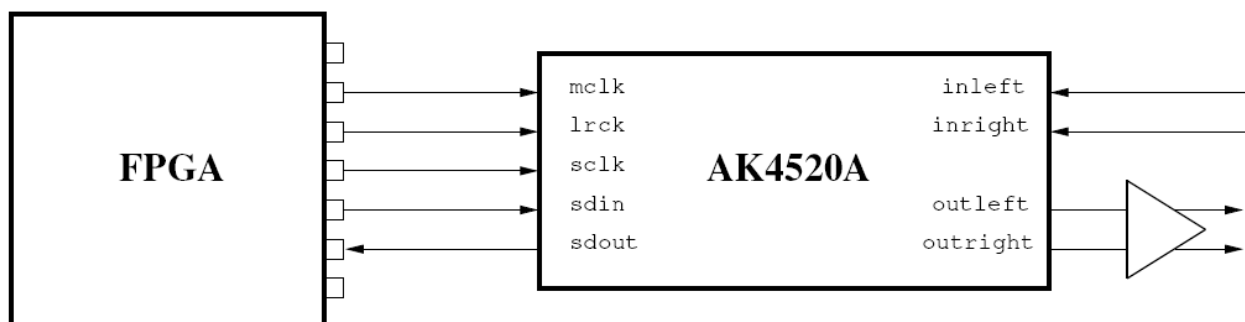 FPGA
mclk
lrck
sclk
sdin
sdout
AK4520A
inleft
inright
outleft
outright